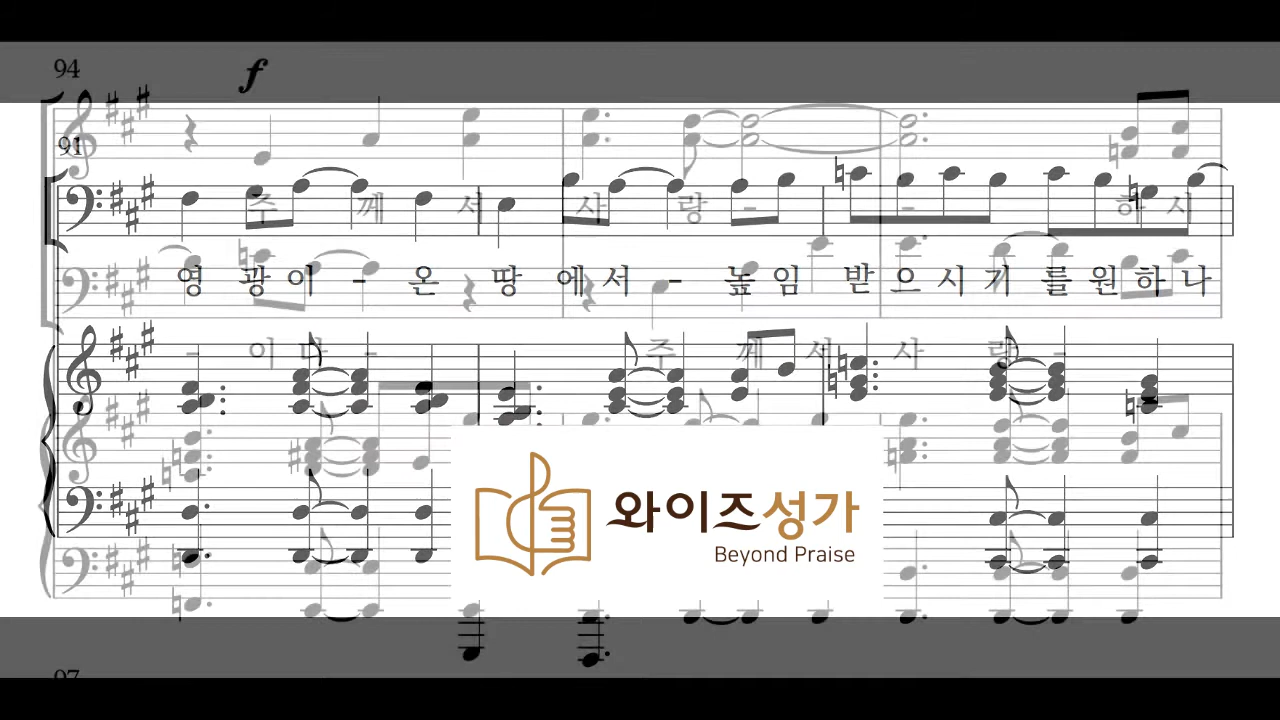 94
f
91
주 께 서 사 랑 - - 하 시
영 광 이 - 온 땅 에 서 - 높 임 받 으 시 기 를 원 하 나
- 이 다 - 주 께 서 사 랑 -
와이즈성가
Beyond Praise
97